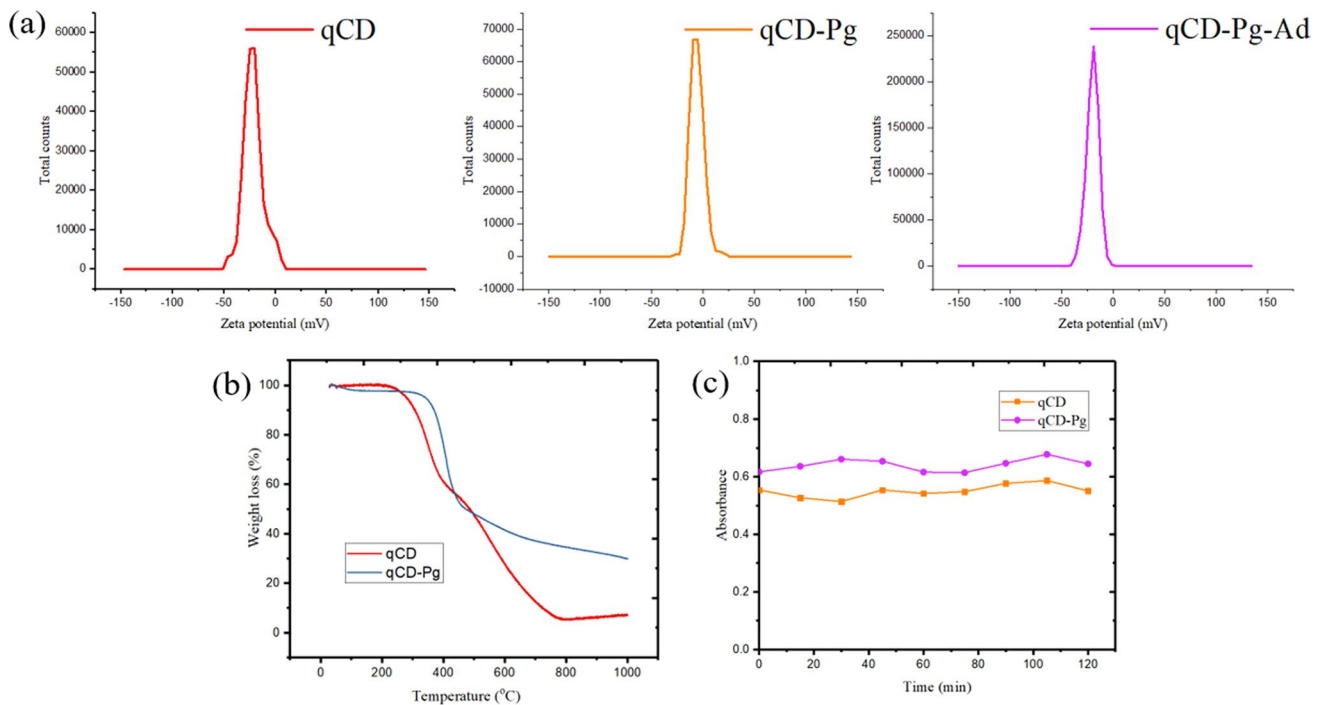 (a)
qCD
60000
50000
40000
30000
20000
10000
0
Total counts
-150 -100 -50 0 50 100 150
Zeta potential (mV)
qCD-Pg
70000
60000
50000
40000
30000
20000
10000
0
-10000
Total counts
-150 -100 -50 0 50 100 150
Zeta potential (mV)
qCD-Pg-Ad
250000
200000
150000
100000
50000
0
Total counts
-150 -100 -50 0 50 100 150
Zeta potential (mV)
(b)
100
80
60
40
20
0
Weight loss (%)
qCD
qCD-Pg
0 200 400 600 800 1000
Temperature (°C)
(c)
1.0
0.8
0.6
0.4
0.2
0.0
Absorbance
qCD
qCD-Pg
0 20 40 60 80 100 120
Time (min)